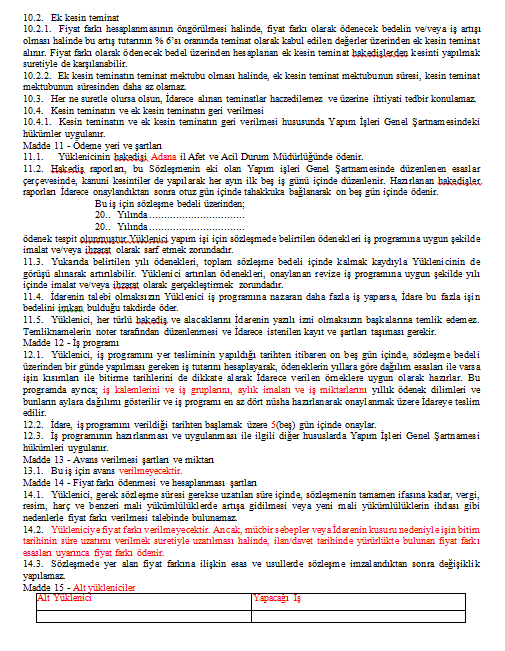 10.2. Ek kesin teminat
10.2.1. Fiyat farkı hesaplanmasının öngörülmesi halinde, fiyat farkı olarak ödenecek bedelin ve/veya iş artışı
olması halinde bu artış tutarının % 6'sı oranında teminat olarak kabul edilen değerler üzerinden ek kesin teminat
alınır. Fiyat farkı olarak ödenecek bedel üzerinden hesaplanan ek kesin teminat hakedişlerden kesinti yapılmak
suretiyle de karşılanabilir.
10.2.2. Ek kesin teminatın teminat mektubu olması halinde, ek kesin teminat mektubunun süresi, kesin teminat
mektubunun süresinden daha az olamaz.
10.3. Her ne suretle olursa olsun, İdarece alınan teminatlar haczedilemez ve üzerine ihtiyati tedbir konulamaz.
10.4. Kesin teminatın ve ek kesin teminatın geri verilmesi
10.4.1. Kesin teminatın ve ek kesin teminatın geri verilmesi hususunda Yapım İşleri Genel Şartnamesindeki
hükümler uygulanır.
Madde 11 - Ödeme yeri ve şartları
11.1. Yüklenicinin hakedişi Adana il Afet ve Acil Durum Müdürlüğünde ödenir.
11.2. Hakediş raporları, bu Sözleşmenin eki olan Yapım işleri Genel Şartnamesinde düzenlenen esaslar
çerçevesinde, kanuni kesintiler de yapılarak her ayın ilk beş iş günü içinde düzenlenir. Hazırlanan hakedişler
raporları İdarece onaylandıktan sonra otuz gün içinde tahakkuka bağlanarak on beş gün içinde ödenir.
Bu iş için sözleşme bedeli üzerinden;
20.. Yılında................................
20.. Yılında................................
ödenek tespit olunmuştur.Yüklenici yapım işi için sözleşmede belirtilen ödenekleri iş programına uygun şekilde
imalat ve/veya ihzarat olarak sarf etmek zorundadır.
11.3. Yukarıda belirtilen yılı ödenekleri, toplam sözleşme bedeli içinde kalmak kaydıyla Yüklenicinin de
görüşü alınarak artırılabilir. Yüklenici artırılan ödenekleri, onaylanan revize iş programına uygun şekilde yılı
içinde imalat ve/veya ihzarat olarak gerçekleştirmek zorundadır.
11.4. İdarenin talebi olmaksızın Yüklenici iş programına nazaran daha fazla iş yaparsa, İdare bu fazla işin
bedelini imkan bulduğu takdirde öder.
11.5. Yüklenici, her türlü hakediş ve alacaklarını İdarenin yazılı izni olmaksızın başkalarına temlik edemez.
Temliknamelerin noter tarafından düzenlenmesi ve İdarece istenilen kayıt ve şartları taşıması gerekir.
Madde 12 - İş programı
12.1. Yüklenici, iş programını yer tesliminin yapıldığı tarihten itibaren on beş gün içinde, sözleşme bedeli
üzerinden bir günde yapılması gereken iş tutarını hesaplayarak, ödeneklerin yıllara göre dağılım esasları ile varsa
işin kısımları ile bitirme tarihlerini de dikkate alarak İdarece verilen örneklere uygun olarak hazırlar. Bu
programda ayrıca; iş kalemlerini ve iş gruplarını, aylık imalatı ve iş miktarlarını yıllık ödenek dilimleri ve
bunların aylara dağılımı gösterilir ve iş programı en az dört nüsha hazırlanarak onaylanmak üzere İdareye teslim
edilir.
12.2. İdare, iş programını verildiği tarihten başlamak üzere 5(beş) gün içinde onaylar.
12.3. İş programının hazırlanması ve uygulanması ile ilgili diğer hususlarda Yapım İşleri Genel Şartnamesi
hükümleri uygulanır.
Madde 13 - Avans verilmesi şartları ve miktarı
13.1. Bu iş için avans verilmeyecektir.
Madde 14 - Fiyat farkı ödenmesi ve hesaplanması şartları
14.1. Yüklenici, gerek sözleşme süresi gerekse uzatılan süre içinde, sözleşmenin tamamen ifasına kadar, vergi,
resim, harç ve benzeri mali yükümlülüklerde artışa gidilmesi veya yeni mali yükümlülüklerin ihdası gibi
nedenlerle fiyat farkı verilmesi talebinde bulunamaz.
14.2. Yükleniciye fiyat farkı verilmeyecektir. Ancak, mücbir sebepler veya İdarenin kusuru nedeniyle işin bitim
tarihinin süre uzatımı verilmek suretiyle uzatılması halinde, ilan/davet tarihinde yürürlükte bulunan fiyat farkı
esasları uyarınca fiyat farkı ödenir.
14.3. Sözleşmede yer alan fiyat farkına ilişkin esas ve usullerde sözleşme imzalandıktan sonra değişiklik
yapılamaz.
Madde 15 - Alt yükleniciler
Alt Yüklenici Yapacağı İş